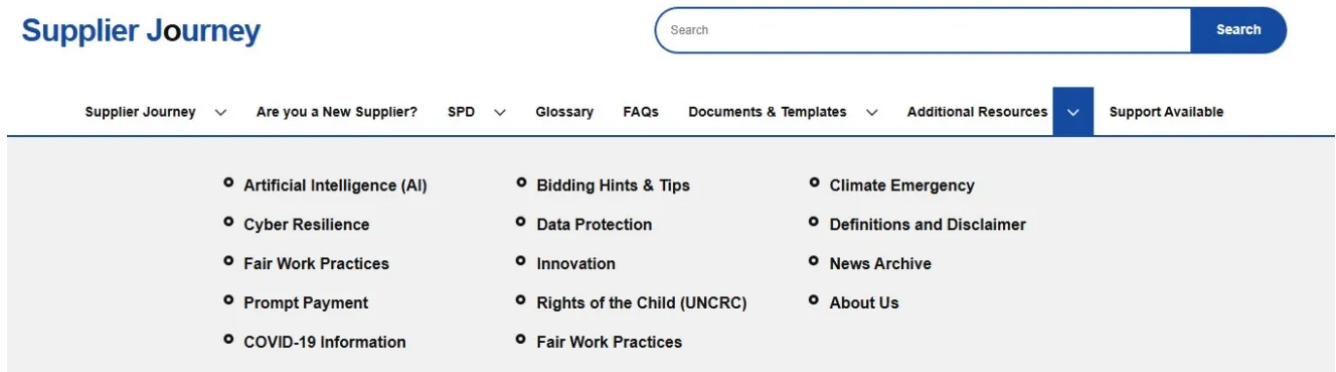 Supplier Journey
Search Search
Supplier Journey Are you a New Supplier? SPD Glossary FAQs Documents & Templates Additional Resources Support Available
Artificial Intelligence (AI) Bidding Hints & Tips Climate Emergency
Cyber Resilience Data Protection Definitions and Disclaimer
Fair Work Practices Innovation News Archive
Prompt Payment Rights of the Child (UNCRC) About Us
COVID-19 Information Fair Work Practices